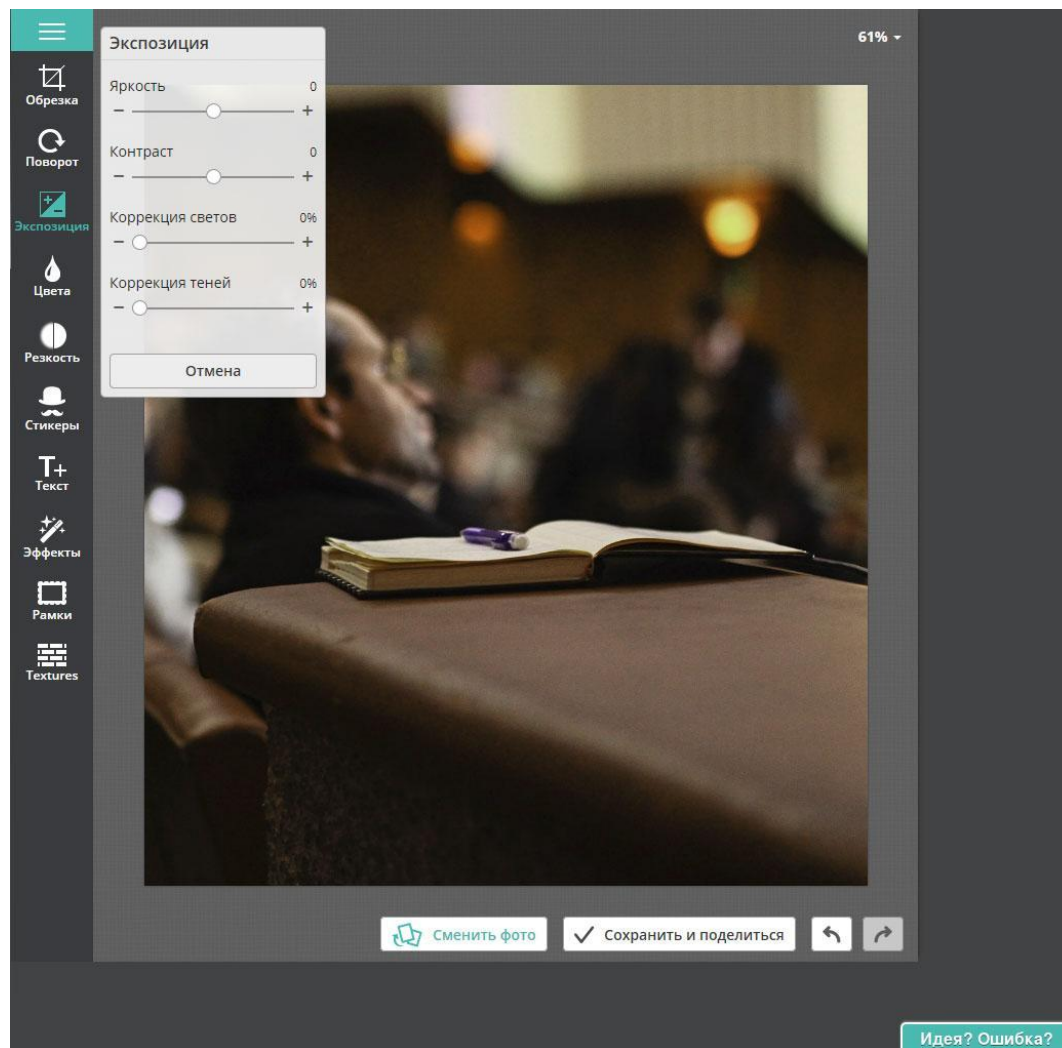 Экспозиция
61%
Яркость 0
Контраст 0
Коррекция светов 0%
Коррекция теней 0%
Отмена
Обрезка
Поворот
Экспозиция
Цвета
Резкость
Стикеры
T+
Текст
Эффекты
Рамки
Textures
Сменить фото
Сохранить и поделиться
Идея? Ошибка?